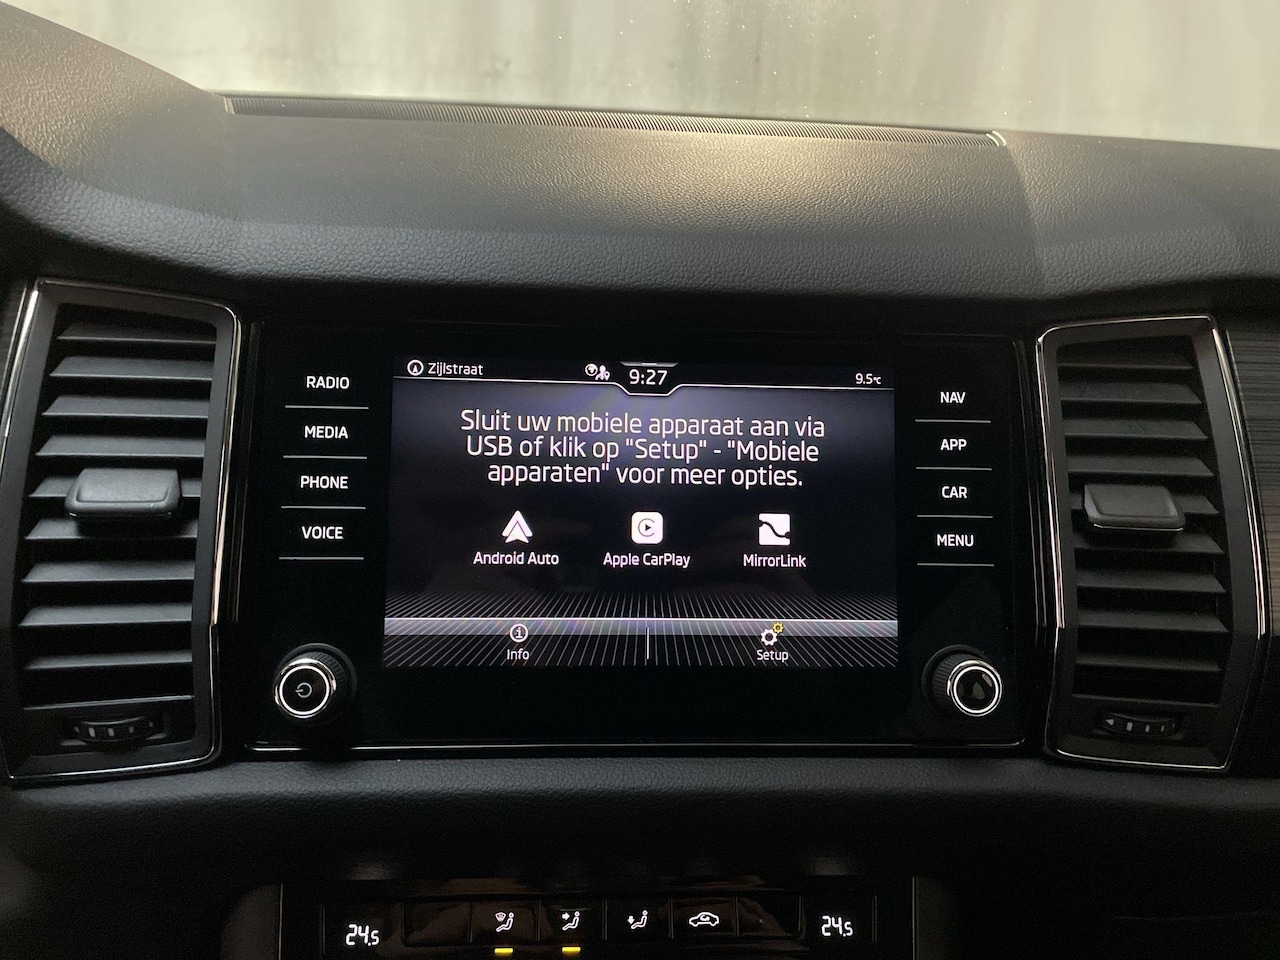 Zijlstraat
9:27
9.5°C
RADIO
MEDIA
PHONE
VOICE
Sluit uw mobiele apparaat aan via
USB of klik op "Setup" - "Mobiele
apparaten" voor meer opties.
Android Auto
Apple CarPlay
MirrorLink
Info
Setup
NAV
APP
CAR
MENU
24.5
24.5